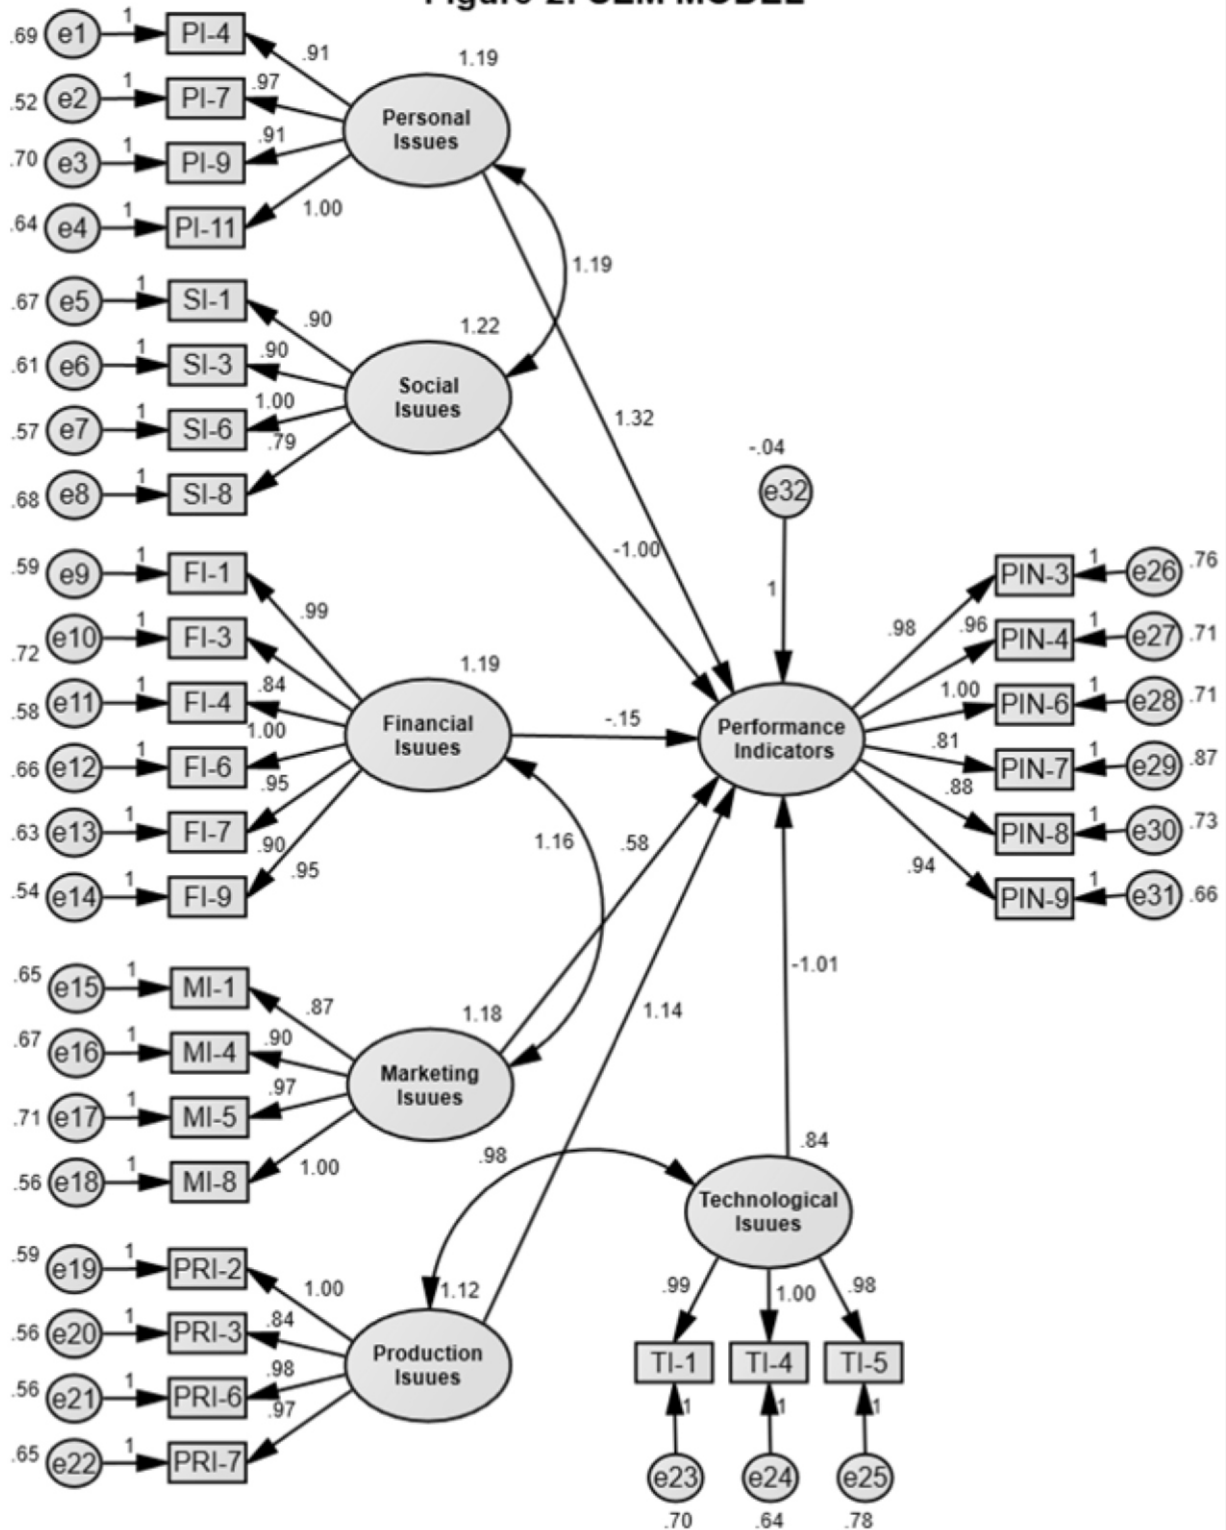 Figure 2: SEM MODEL
.69 e1 1 PI-4
.91
1.19
.52 e2 1 PI-7
.97
Personal
Issues
.70 e3 1 PI-9
.91
.64 e4 1 PI-11
1.00
1.19
.67 e5 1 SI-1
.90
1.22
.61 e6 1 SI-3
.90
Social
Isuues
.57 e7 1 SI-6
1.00
.68 e8 1 SI-8
.79
1.32
-1.00
-.04
e32
1
.59 e9 1 FI-1
.99
.72 e10 1 FI-3
.84
1.19
.58 e11 1 FI-4
1.00
Financial
Isuues
.66 e12 1 FI-6
.95
.63 e13 1 FI-7
.90
.54 e14 1 FI-9
.95
-.15
Performance
Indicators
.98
PIN-3 1 e26 .76
.96
PIN-4 1 e27 .71
1.00
PIN-6 1 e28 .71
.81
PIN-7 1 e29 .87
.88
PIN-8 1 e30 .73
.94
PIN-9 1 e31 .66
1.16
.58
-1.01
1.14
.65 e15 1 MI-1
.87
1.18
.67 e16 1 MI-4
.90
Marketing
Isuues
.71 e17 1 MI-5
.97
.56 e18 1 MI-8
1.00
.98
.84
Technological
Isuues
.59 e19 1 PRI-2
1.00
1.12
.56 e20 1 PRI-3
.84
Production
Isuues
.56 e21 1 PRI-6
.98
.65 e22 1 PRI-7
.97
.99 1.00 .98
TI-1 TI-4 TI-5
1 1 1
e23 e24 e25
.70 .64 .78